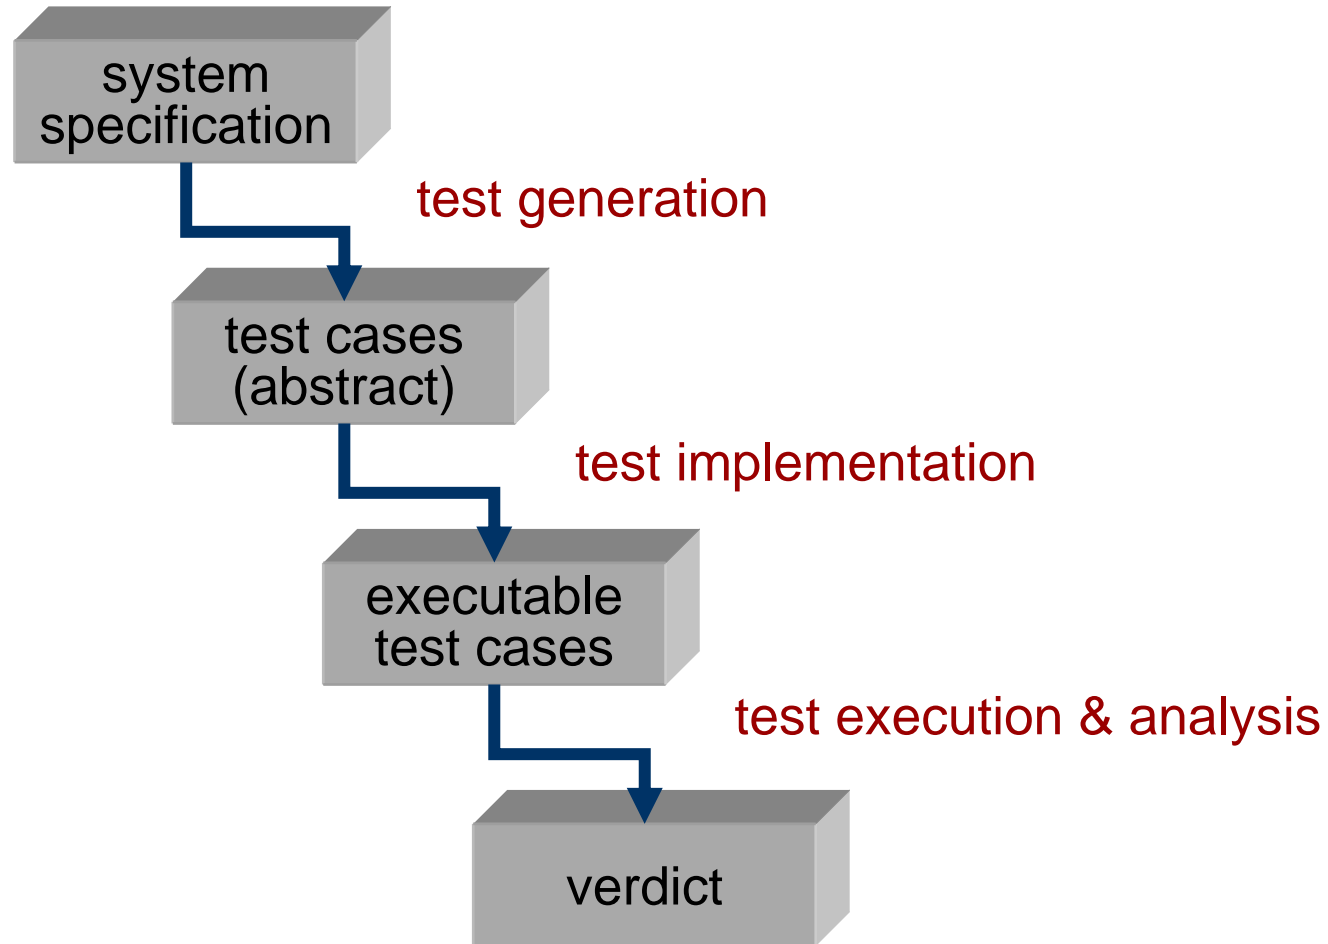 system
specification
test generation
test cases
(abstract)
test implementation
executable
test cases
test execution & analysis
verdict